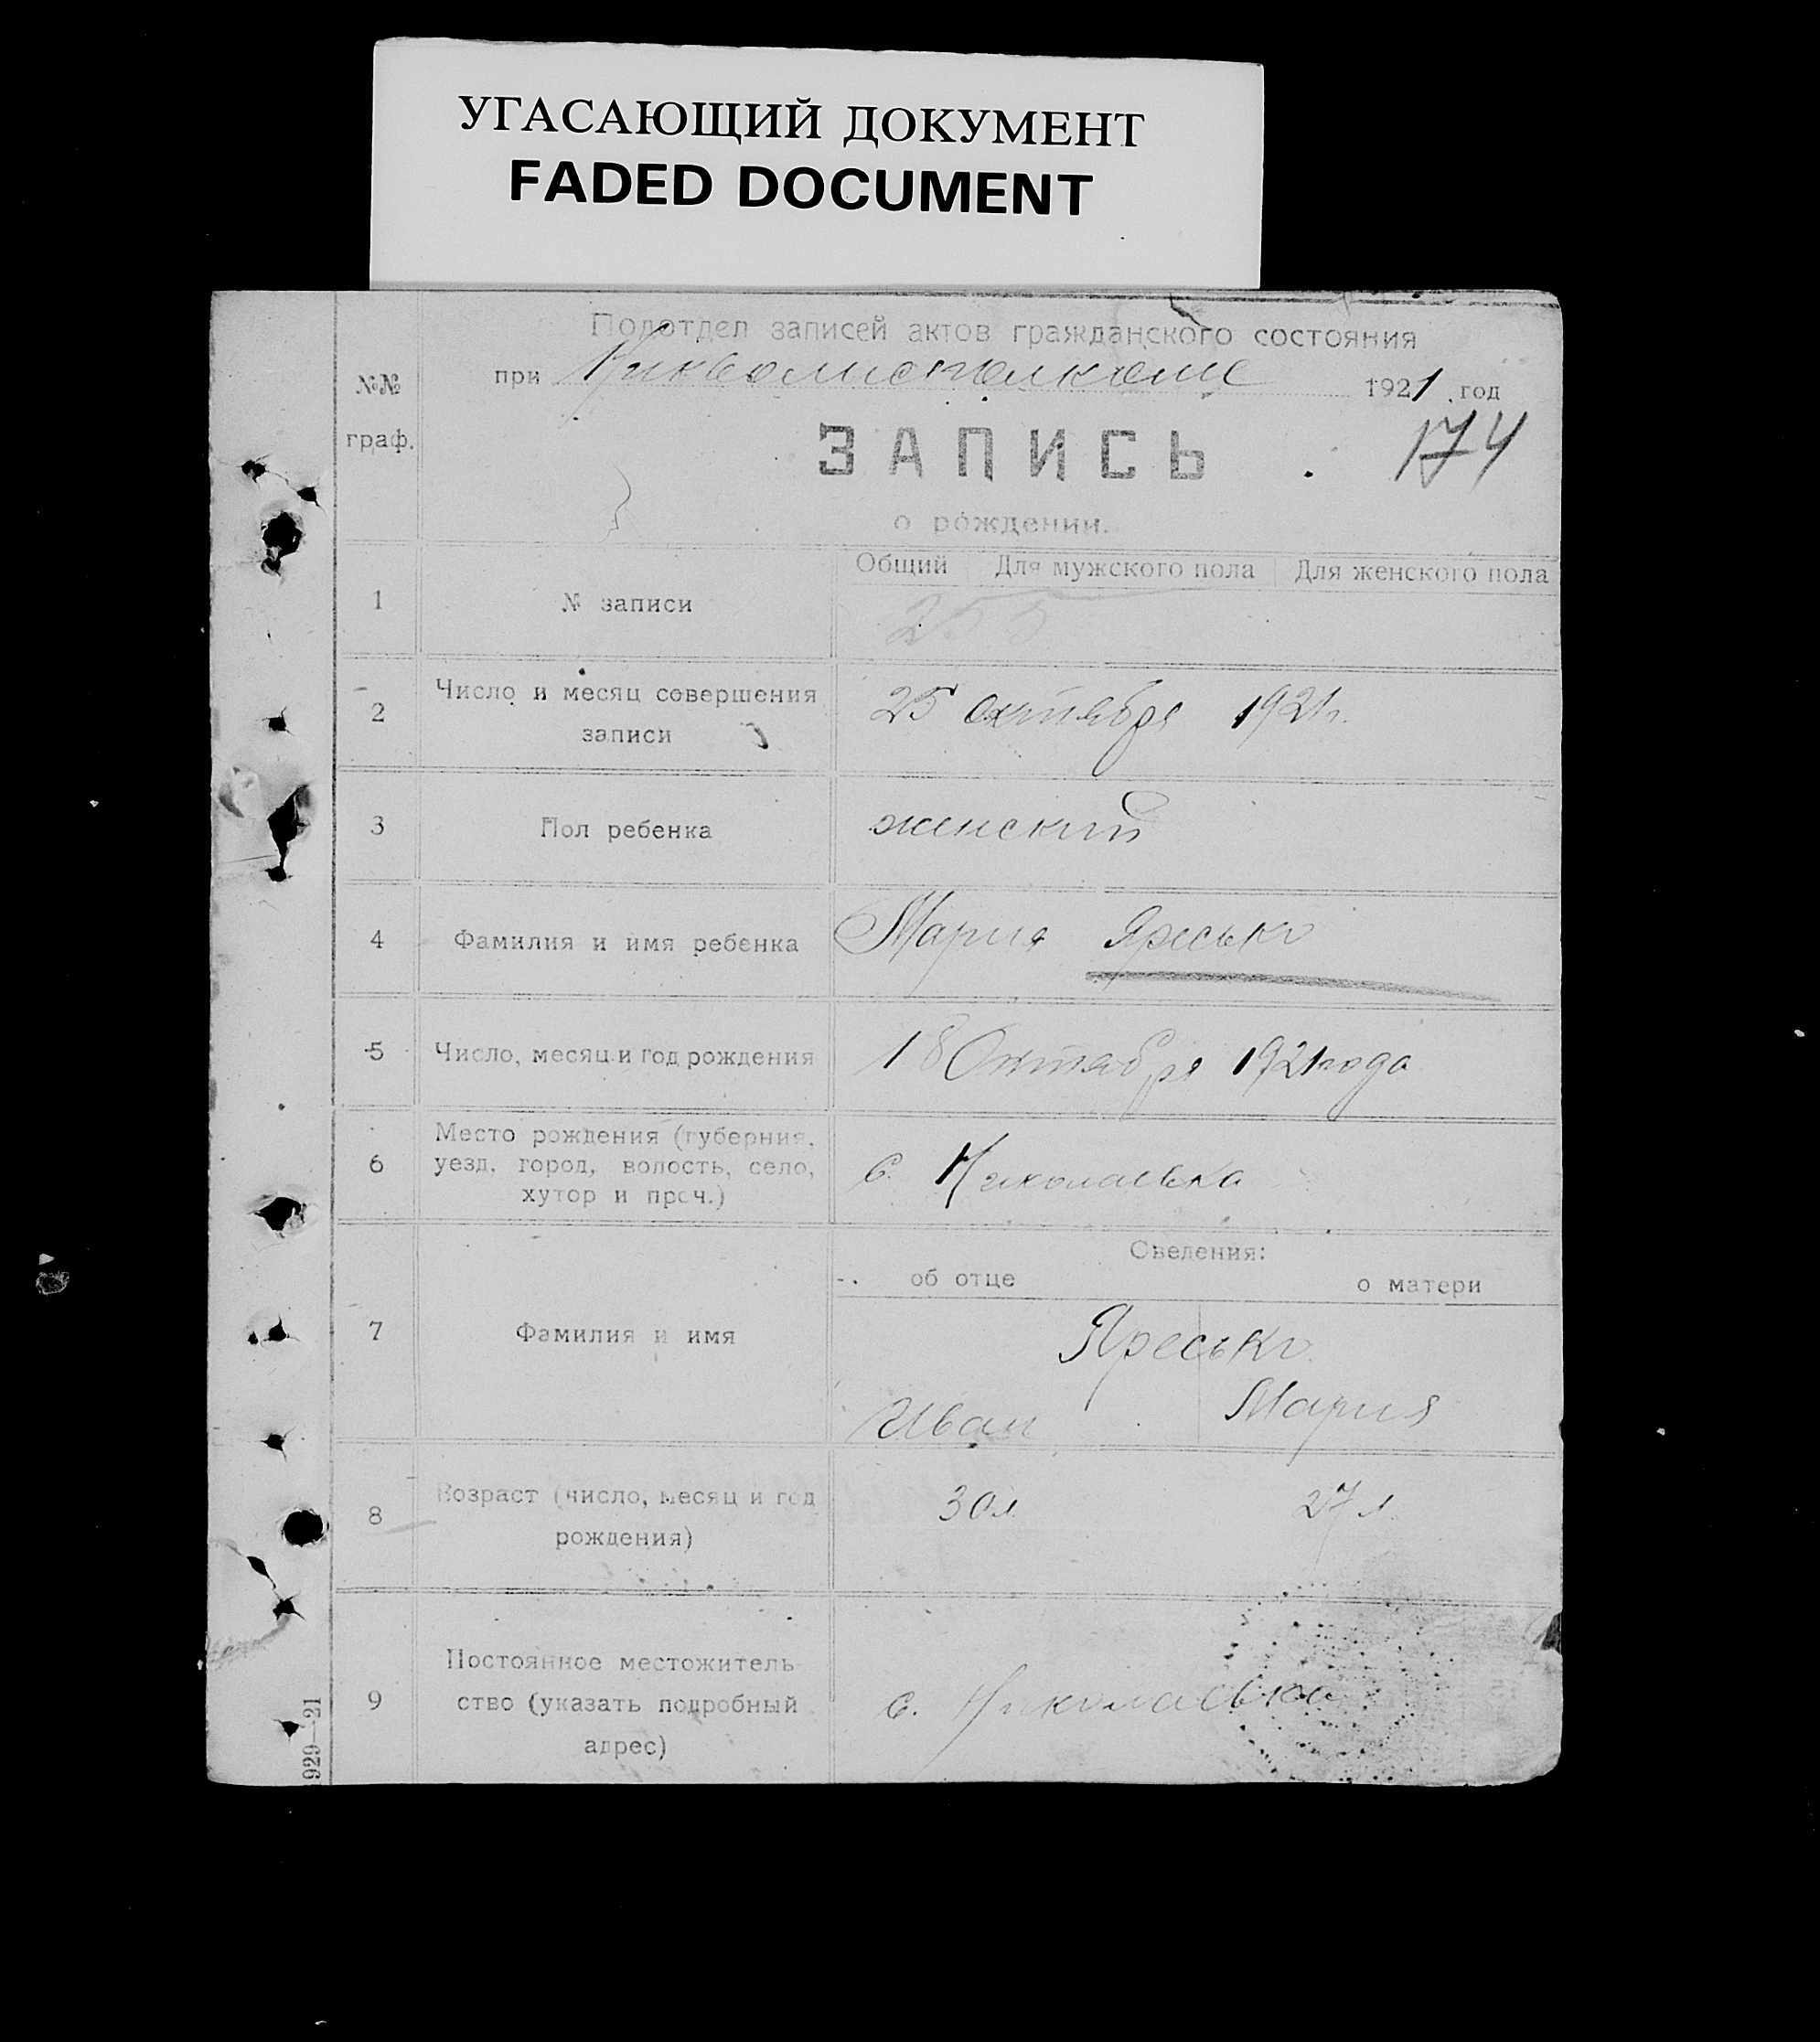 УГАСАЮЩИЙ ДОКУМЕНТ
FADED DOCUMENT
Подотдел записей актов гражданского состояния
при Никволисполкоме 1921 год
№№ граф.
174
ЗАПИСЬ
о рождении.
Общий Для мужского пола Для женского пола
1 № записи 255
2 Число и месяц совершения записи 25 октября 1921 г.
3 Пол ребенка женский
4 Фамилия и имя ребенка Мария Яресько
5 Число, месяц и год рождения 18 Октября 1921 года
6 Место рождения (губерния, уезд, город, волость, село, хутор и проч.) с. Николаевка
Сведения:
об отце о матери
7 Фамилия и имя Яресько
Иван Мария
8 Возраст (число, месяц и год рождения) 30 л. 27 л.
9 Постоянное местожительство (указать подробный адрес) с. Николаевка
929—21